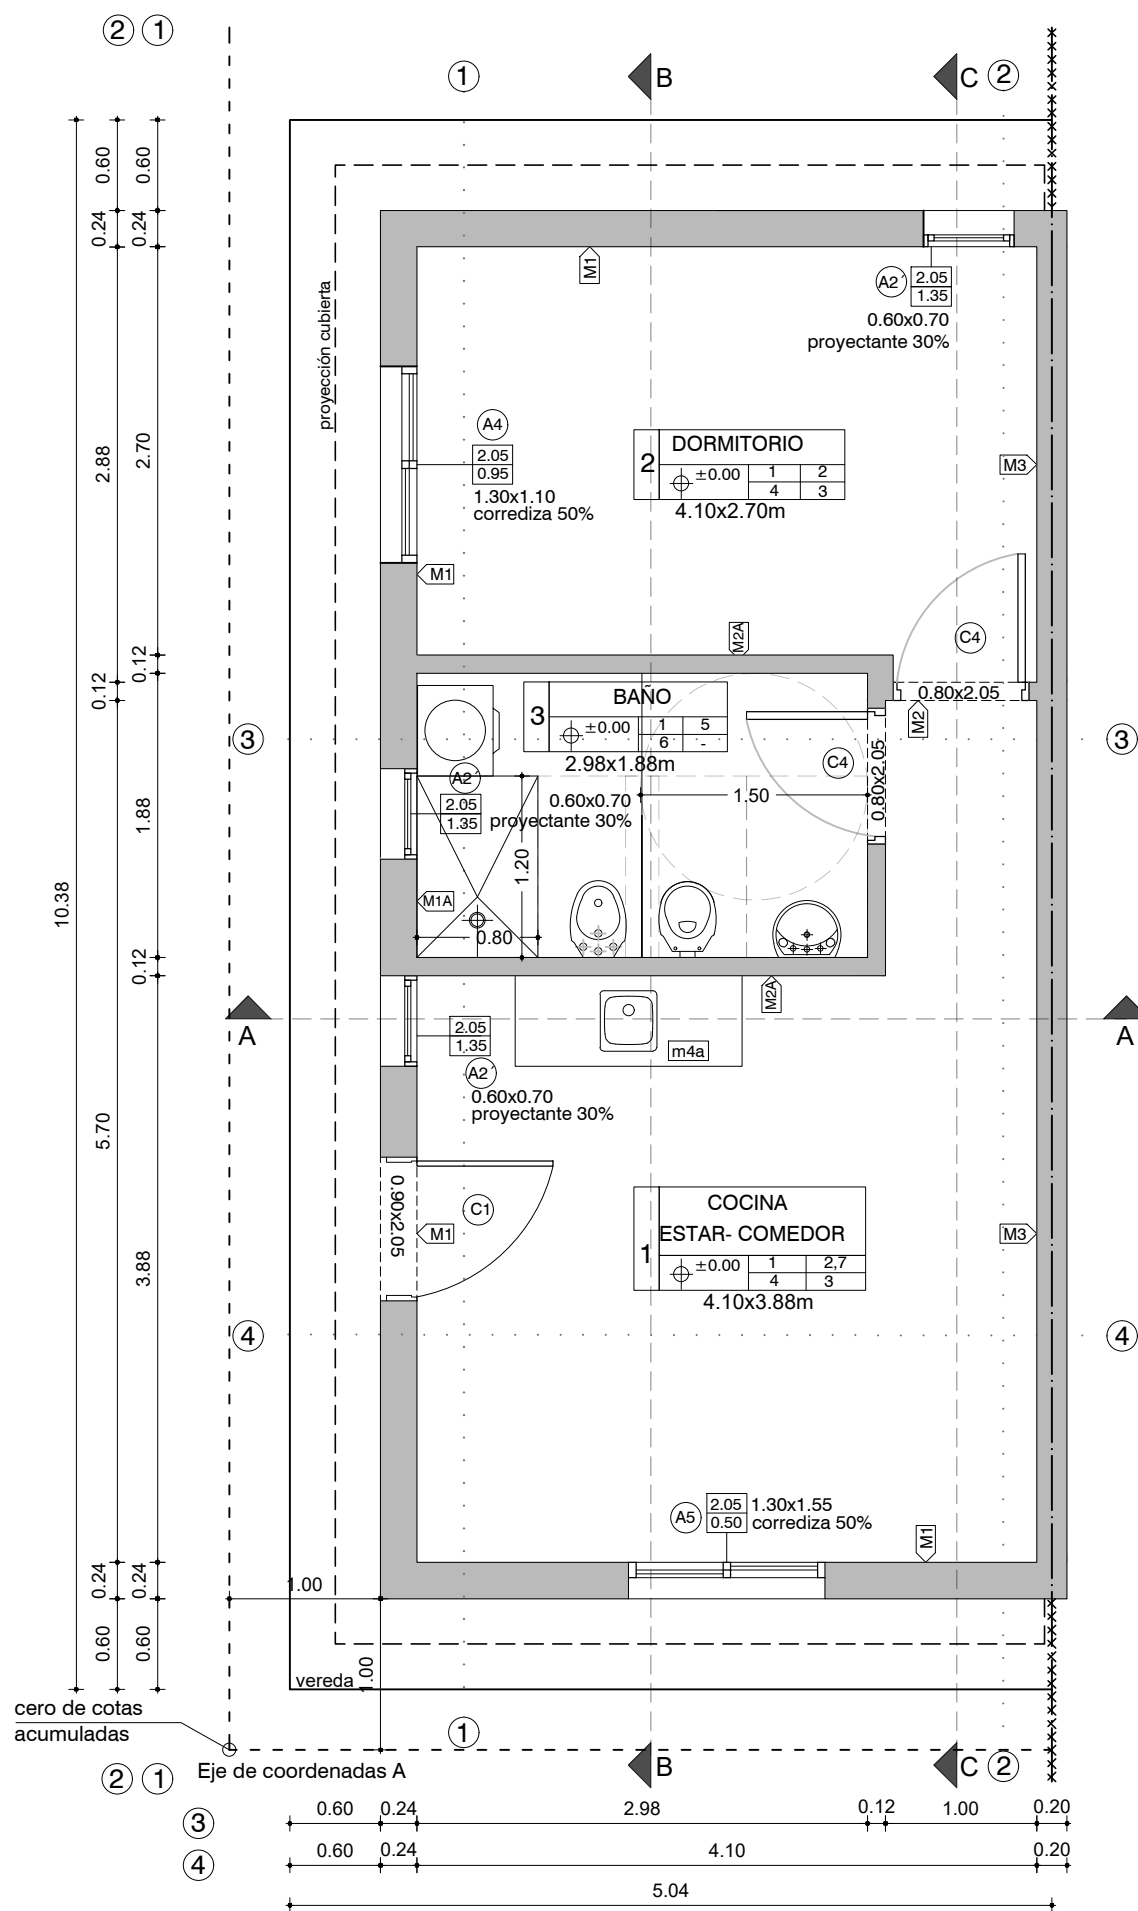 2 1
1 B C 2
0.60 0.60
0.24 0.24
M1
A2´ 2.05
1.35
0.60x0.70
proyectante 30%
proyección cubierta
2.88 2.70
A4
2.05
0.95
1.30x1.10
corrediza 50%
2 DORMITORIO
±0.00 1 2
4 3
4.10x2.70m
M3
M1
M2A
C4
0.12 0.12
0.80x2.05
M2
3 BAÑO
±0.00 1 5
6 -
2.98x1.88m
3 3
C4
0.80x2.05
A2´
2.05
1.35
0.60x0.70
proyectante 30%
1.50
1.88
1.20
M1A
0.80
10.38
0.12
M2A
A A
2.05
1.35
A2´
0.60x0.70
proyectante 30%
m4a
5.70
0.90x2.05
C1
M1
1 COCINA
ESTAR- COMEDOR
±0.00 1 2,7
4 3
4.10x3.88m
M3
3.88
4 4
A5 2.05 1.30x1.55
0.50 corrediza 50%
M1
0.24 0.24
1.00
0.60 0.60
1.00
vereda
cero de cotas
acumuladas
1
2 1
Eje de coordenadas A
B C 2
3 0.60 0.24 2.98 0.12 1.00 0.20
4 0.60 0.24 4.10 0.20
5.04